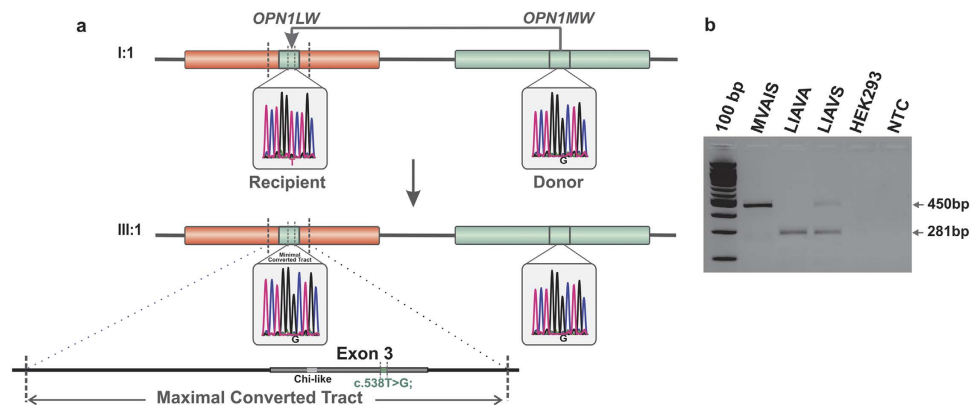 a
OPN1LW
OPN1MW
I:1
T
G
Recipient
Donor
III:1
Minimal
Converted Tract
G
G
Exon 3
Chi-like
c.538T>G;
Maximal Converted Tract
b
100 bp
MVAIS
LIAVA
LIAVS
HEK293
NTC
450bp
281bp